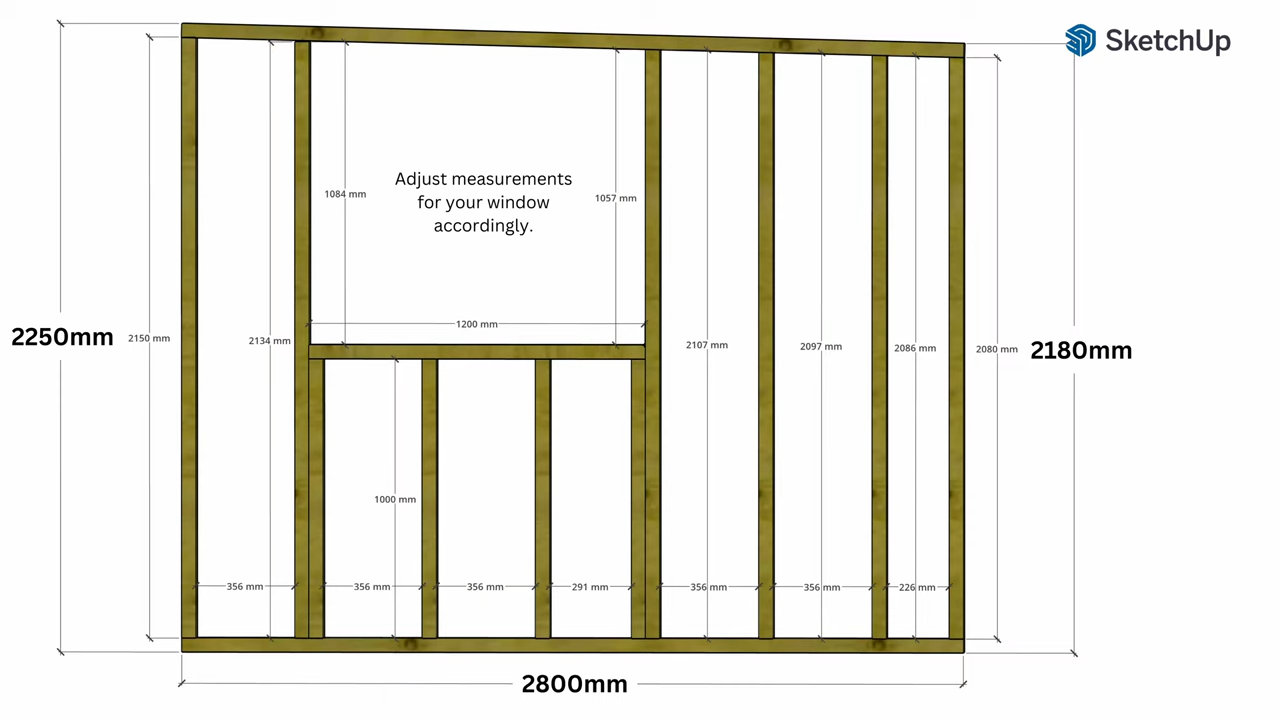 SketchUp
Adjust measurements
for your window
accordingly.
1084 mm
1057 mm
1200 mm
2250mm
2150 mm
2134 mm
2107 mm
2097 mm
2086 mm
2080 mm
2180mm
1000 mm
356 mm
356 mm
356 mm
291 mm
356 mm
356 mm
226 mm
2800mm